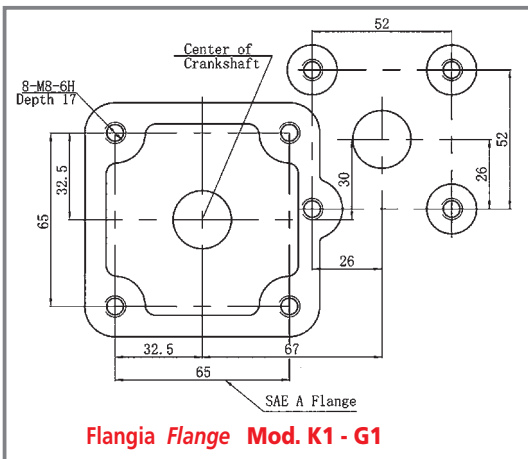 52
Center of
Crankshaft
8-M8-6H
Depth 17
52
32.5
65
30
26
26
32.5
67
65
SAE A Flange
Flangia Flange Mod. K1 - G1